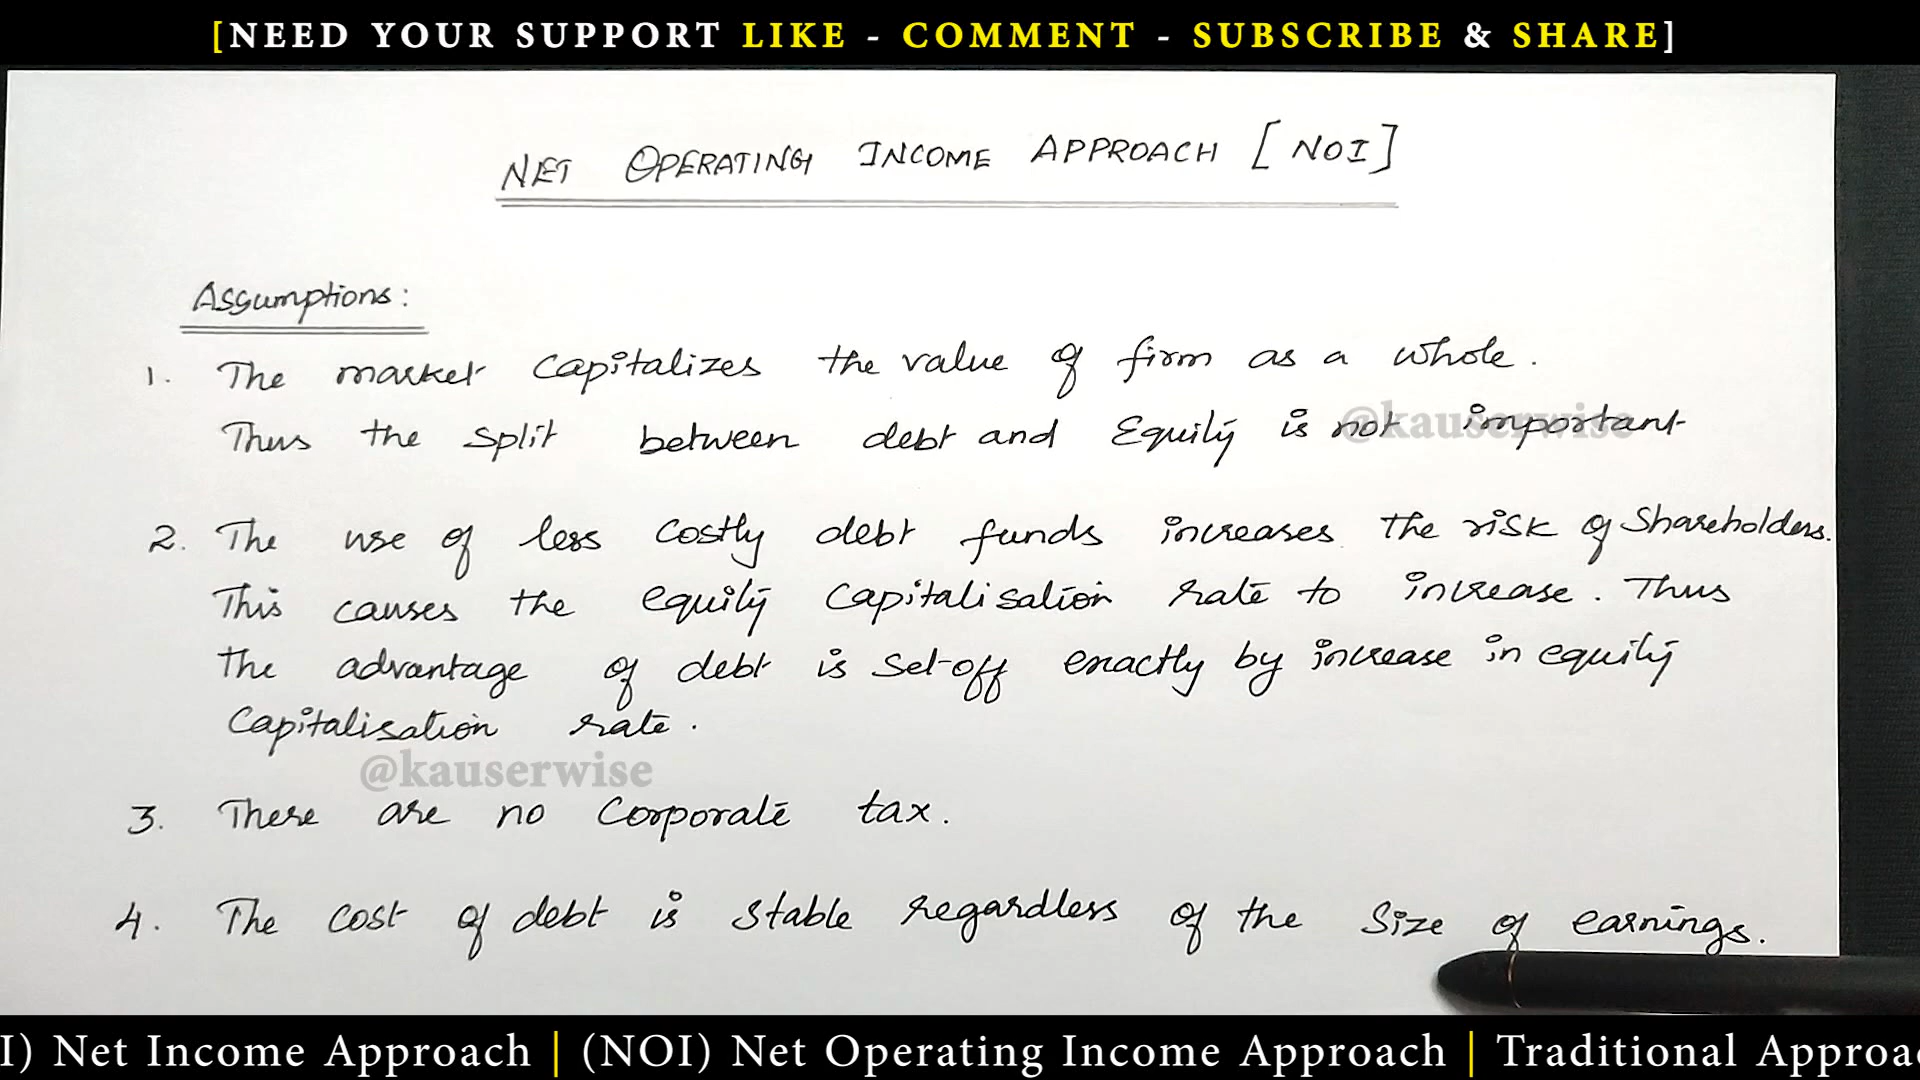 [NEED YOUR SUPPORT LIKE - COMMENT - SUBSCRIBE & SHARE]
NET OPERATING INCOME APPROACH [NOI]
Assumptions:
1. The market capitalizes the value of firm as a whole.
Thus the split between debt and Equity is not important
@kauserwise
2. The use of less costly debt funds increases the risk of Shareholders.
This causes the equity capitalisation rate to increase. Thus
the advantage of debt is set-off exactly by increase in equity
Capitalisation rate.
@kauserwise
3. There are no Corporate tax.
4. The cost of debt is stable regardless of the size of earnings.
I) Net Income Approach | (NOI) Net Operating Income Approach | Traditional Approac